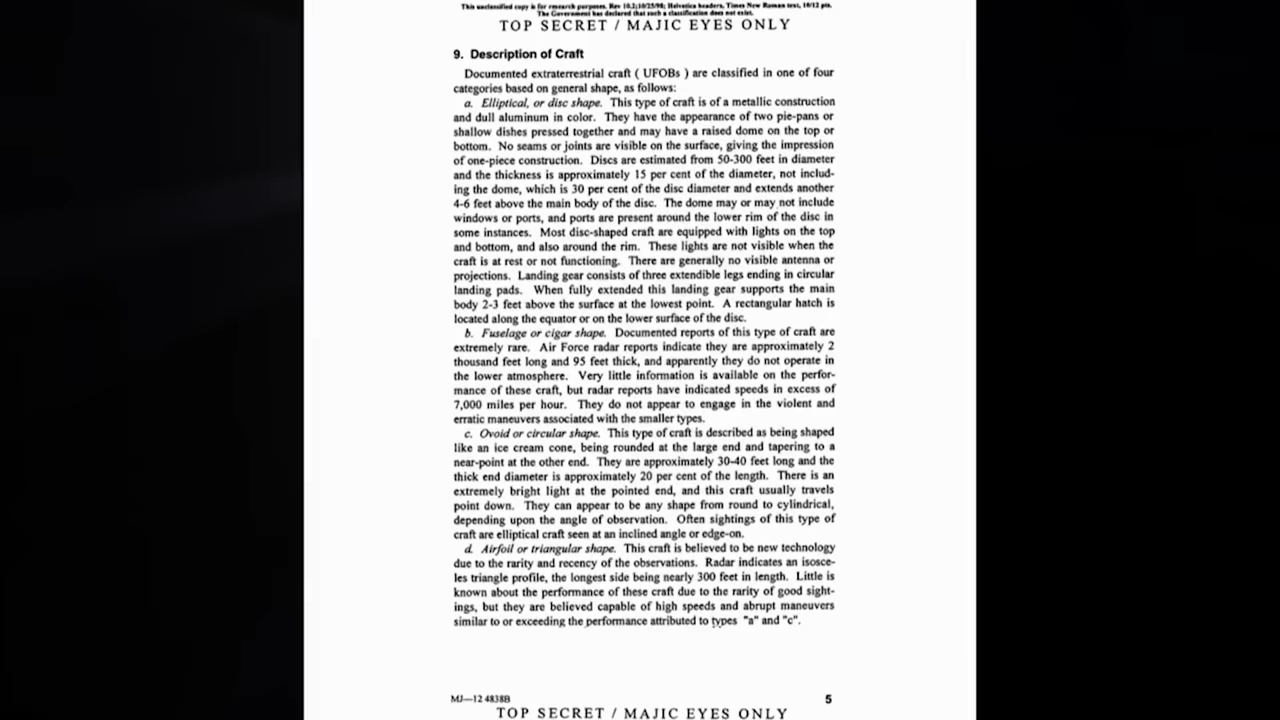 This unclassified copy is for research purposes. Rev 10.2;10/25/98; Helvetica headers, Times New Roman text, 10/12 pts.
The Government has declared that such a classification does not exist.
TOP SECRET / MAJIC EYES ONLY
9. Description of Craft
Documented extraterrestrial craft ( UFOBs ) are classified in one of four
categories based on general shape, as follows:
a. Elliptical, or disc shape. This type of craft is of a metallic construction
and dull aluminum in color. They have the appearance of two pie-pans or
shallow dishes pressed together and may have a raised dome on the top or
bottom. No seams or joints are visible on the surface, giving the impression
of one-piece construction. Discs are estimated from 50-300 feet in diameter
and the thickness is approximately 15 per cent of the diameter, not includ-
ing the dome, which is 30 per cent of the disc diameter and extends another
4-6 feet above the main body of the disc. The dome may or may not include
windows or ports, and ports are present around the lower rim of the disc in
some instances. Most disc-shaped craft are equipped with lights on the top
and bottom, and also around the rim. These lights are not visible when the
craft is at rest or not functioning. There are generally no visible antenna or
projections. Landing gear consists of three extendible legs ending in circular
landing pads. When fully extended this landing gear supports the main
body 2-3 feet above the surface at the lowest point. A rectangular hatch is
located along the equator or on the lower surface of the disc.
b. Fuselage or cigar shape. Documented reports of this type of craft are
extremely rare. Air Force radar reports indicate they are approximately 2
thousand feet long and 95 feet thick, and apparently they do not operate in
the lower atmosphere. Very little information is available on the perfor-
mance of these craft, but radar reports have indicated speeds in excess of
7,000 miles per hour. They do not appear to engage in the violent and
erratic maneuvers associated with the smaller types.
c. Ovoid or circular shape. This type of craft is described as being shaped
like an ice cream cone, being rounded at the large end and tapering to a
near-point at the other end. They are approximately 30-40 feet long and the
thick end diameter is approximately 20 per cent of the length. There is an
extremely bright light at the pointed end, and this craft usually travels
point down. They can appear to be any shape from round to cylindrical,
depending upon the angle of observation. Often sightings of this type of
craft are elliptical craft seen at an inclined angle or edge-on.
d. Airfoil or triangular shape. This craft is believed to be new technology
due to the rarity and recency of the observations. Radar indicates an isosce-
les triangle profile, the longest side being nearly 300 feet in length. Little is
known about the performance of these craft due to the rarity of good sight-
ings, but they are believed capable of high speeds and abrupt maneuvers
similar to or exceeding the performance attributed to types "a" and "c".
MJ—12 4838B
5
TOP SECRET / MAJIC EYES ONLY